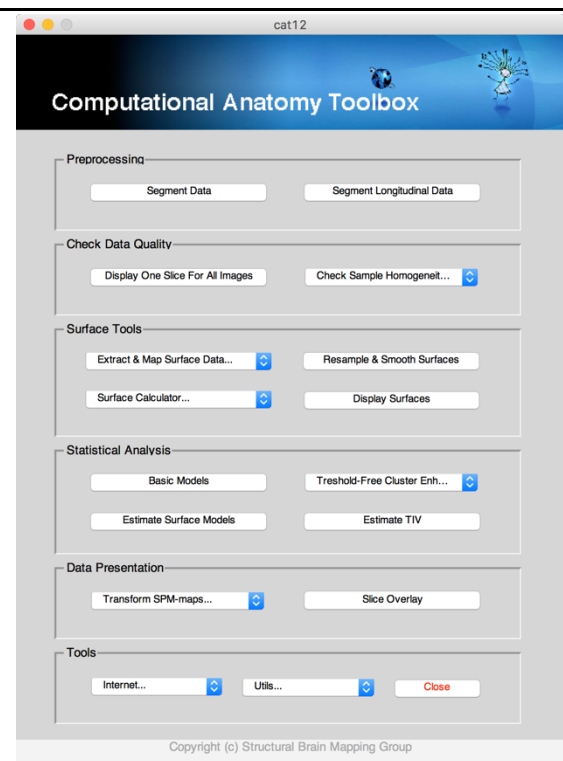 cat12
Computational Anatomy Toolbox
Preprocessing
Segment Data
Segment Longitudinal Data
Check Data Quality
Display One Slice For All Images
Check Sample Homogeneit...
Surface Tools
Extract & Map Surface Data...
Resample & Smooth Surfaces
Surface Calculator...
Display Surfaces
Statistical Analysis
Basic Models
Treshold-Free Cluster Enh...
Estimate Surface Models
Estimate TIV
Data Presentation
Transform SPM-maps...
Slice Overlay
Tools
Internet...
Utils...
Close
Copyright (c) Structural Brain Mapping Group